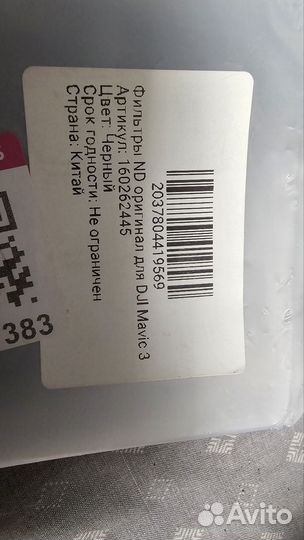 2037804419569
Фильтры ND оригинал для DJI Mavic 3
Артикул: 160262445
Цвет: Черный
Срок годности: Не ограничен
Страна: Китай
383
Avito